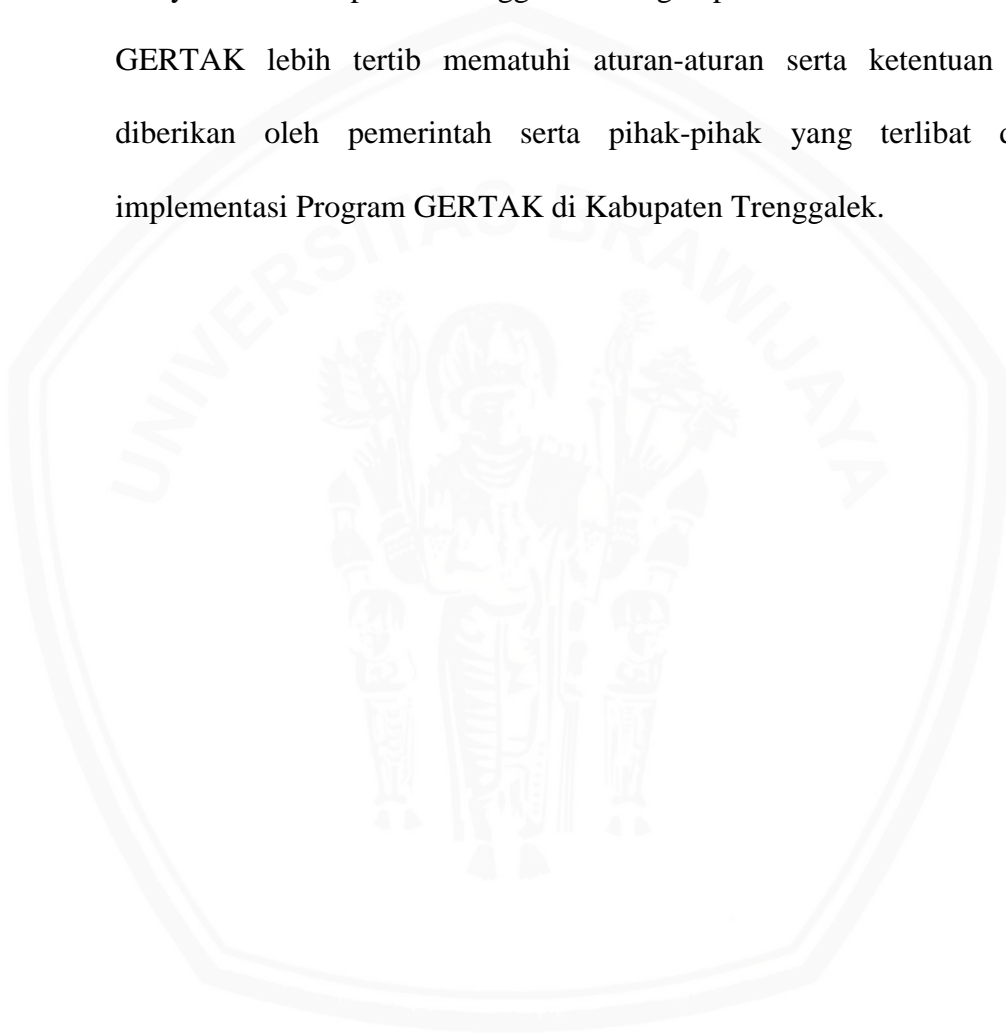 GERTAK lebih tertib mematuhi aturan-aturan serta ketentuan
diberikan oleh pemerintah serta pihak-pihak yang terlibat
implementasi Program GERTAK di Kabupaten Trenggalek.
UNIVERSITAS BRAWIJAYA